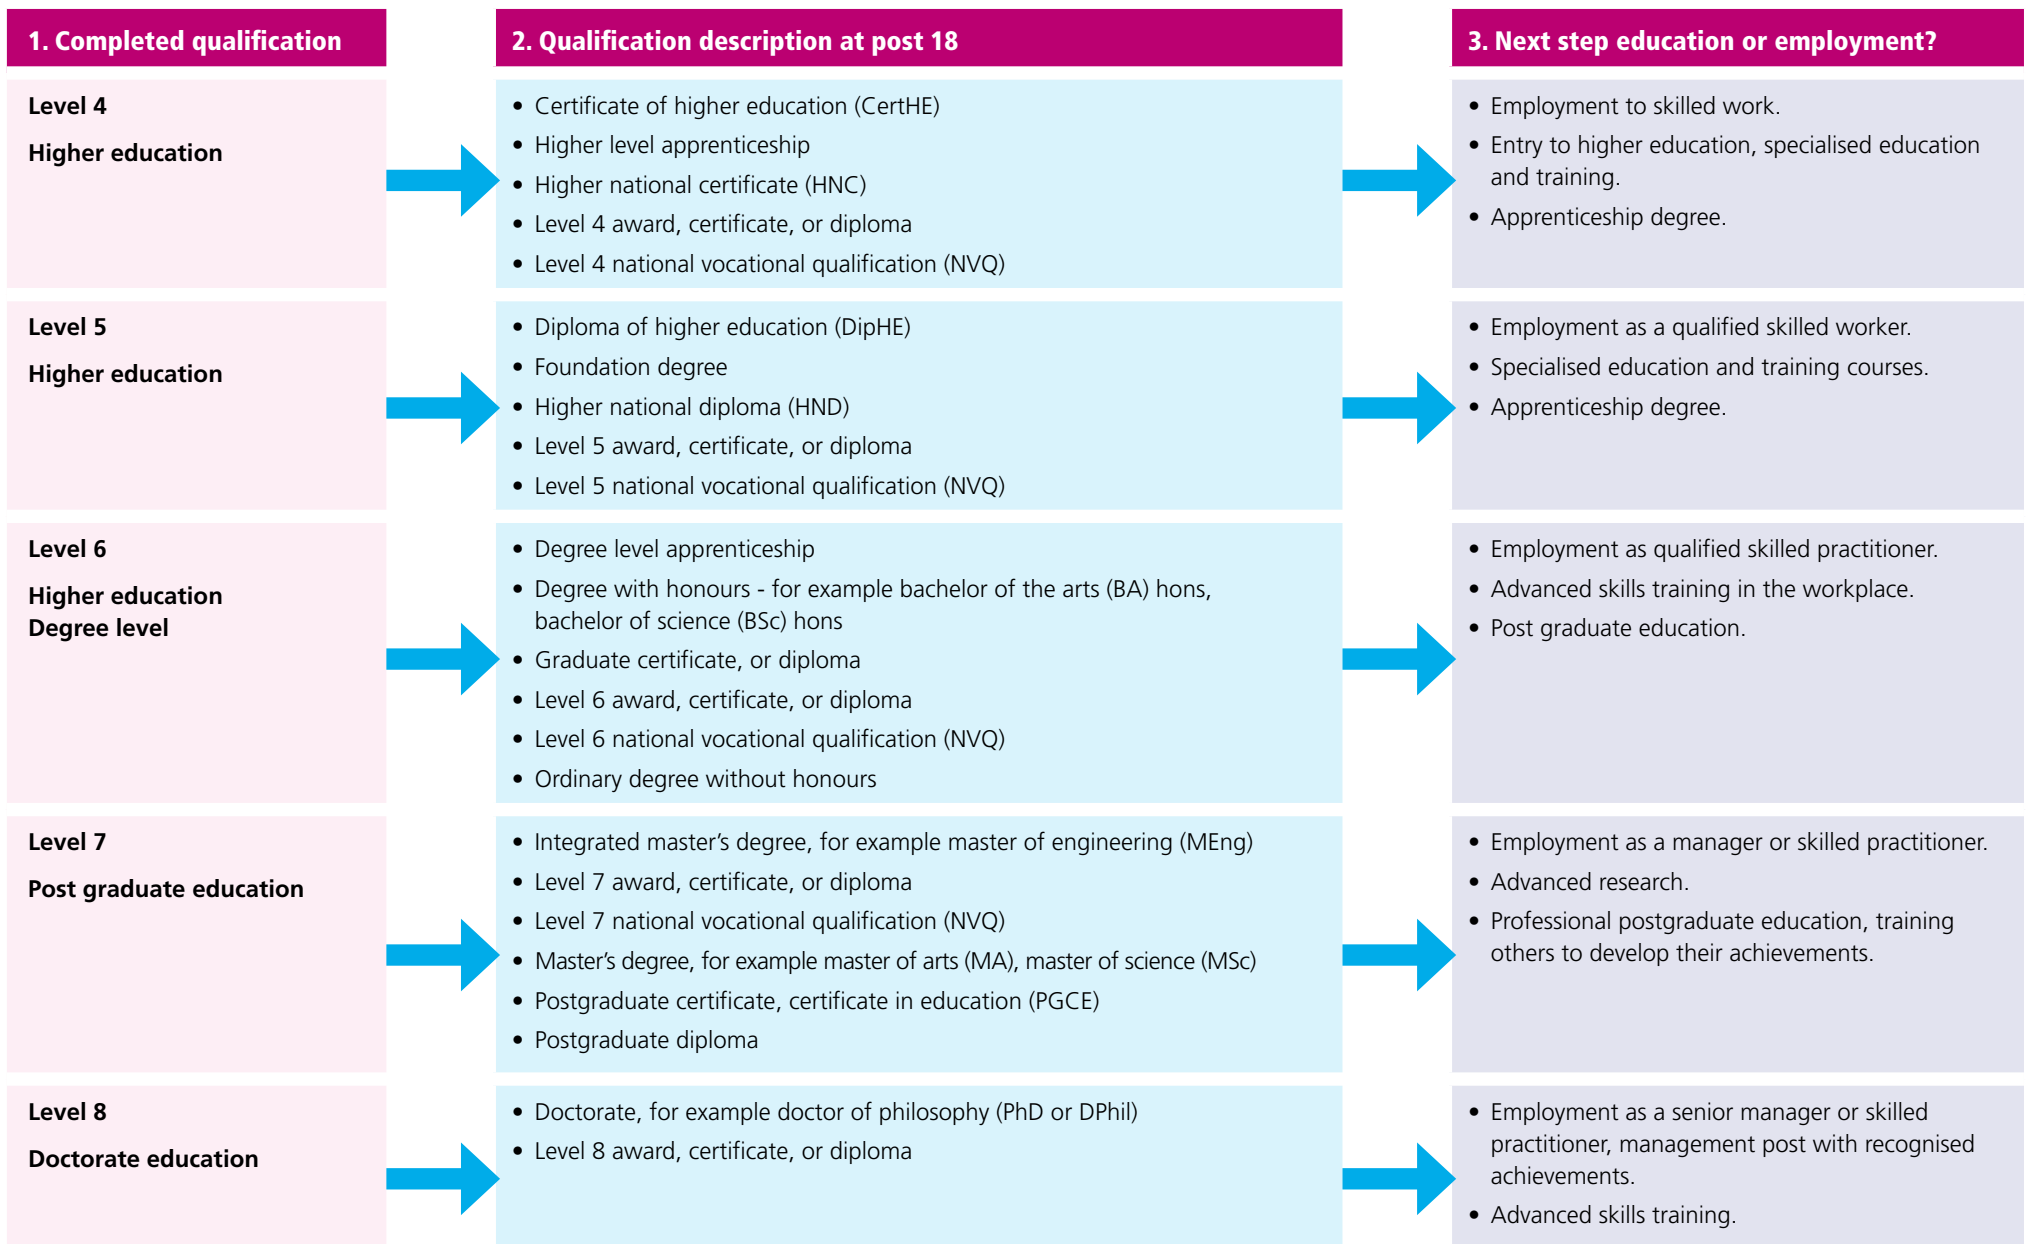 1. Completed qualification
2. Qualification description at post 18
3. Next step education or employment?
Level 4
Higher education
• Certificate of higher education (CertHE)
• Higher level apprenticeship
• Higher national certificate (HNC)
• Level 4 award, certificate, or diploma
• Level 4 national vocational qualification (NVQ)
• Employment to skilled work.
• Entry to higher education, specialised education
and training.
• Apprenticeship degree.
Level 5
Higher education
• Diploma of higher education (DipHE)
• Foundation degree
• Higher national diploma (HND)
• Level 5 award, certificate, or diploma
• Level 5 national vocational qualification (NVQ)
• Employment as a qualified skilled worker.
• Specialised education and training courses.
• Apprenticeship degree.
Level 6
Higher education
Degree level
• Degree level apprenticeship
• Degree with honours - for example bachelor of the arts (BA) hons,
bachelor of science (BSc) hons
• Graduate certificate, or diploma
• Level 6 award, certificate, or diploma
• Level 6 national vocational qualification (NVQ)
• Ordinary degree without honours
• Employment as qualified skilled practitioner.
• Advanced skills training in the workplace.
• Post graduate education.
Level 7
Post graduate education
• Integrated master's degree, for example master of engineering (MEng)
• Level 7 award, certificate, or diploma
• Level 7 national vocational qualification (NVQ)
• Master's degree, for example master of arts (MA), master of science (MSc)
• Postgraduate certificate, certificate in education (PGCE)
• Postgraduate diploma
• Employment as a manager or skilled practitioner.
• Advanced research.
• Professional postgraduate education, training
others to develop their achievements.
Level 8
Doctorate education
• Doctorate, for example doctor of philosophy (PhD or DPhil)
• Level 8 award, certificate, or diploma
• Employment as a senior manager or skilled
practitioner, management post with recognised
achievements.
• Advanced skills training.